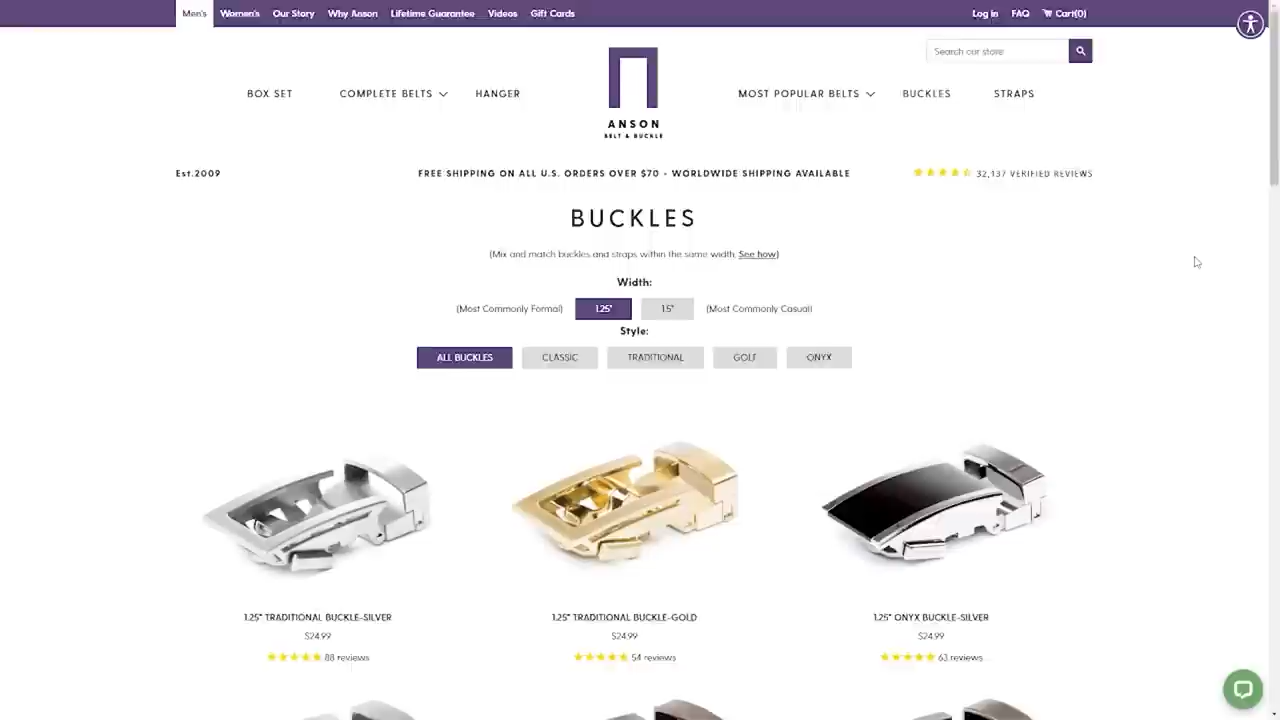 Men's Women's Our Story Why Anson Lifetime Guarantee Videos Gift Cards Log in FAQ Cart(0)
Search our store
BOX SET COMPLETE BELTS HANGER MOST POPULAR BELTS BUCKLES STRAPS
ANSON
BELT & BUCKLE
Est.2009 FREE SHIPPING ON ALL U.S. ORDERS OVER $70 - WORLDWIDE SHIPPING AVAILABLE 32,137 VERIFIED REVIEWS
BUCKLES
(Mix and match buckles and straps within the same width. See how)
Width:
(Most Commonly Formal) 1.25" 1.5" (Most Commonly Casual)
Style:
ALL BUCKLES CLASSIC TRADITIONAL GOLF ONYX
1.25" TRADITIONAL BUCKLE-SILVER 1.25" TRADITIONAL BUCKLE-GOLD 1.25" ONYX BUCKLE-SILVER
$24.99 $24.99 $24.99
88 reviews 54 reviews 63 reviews